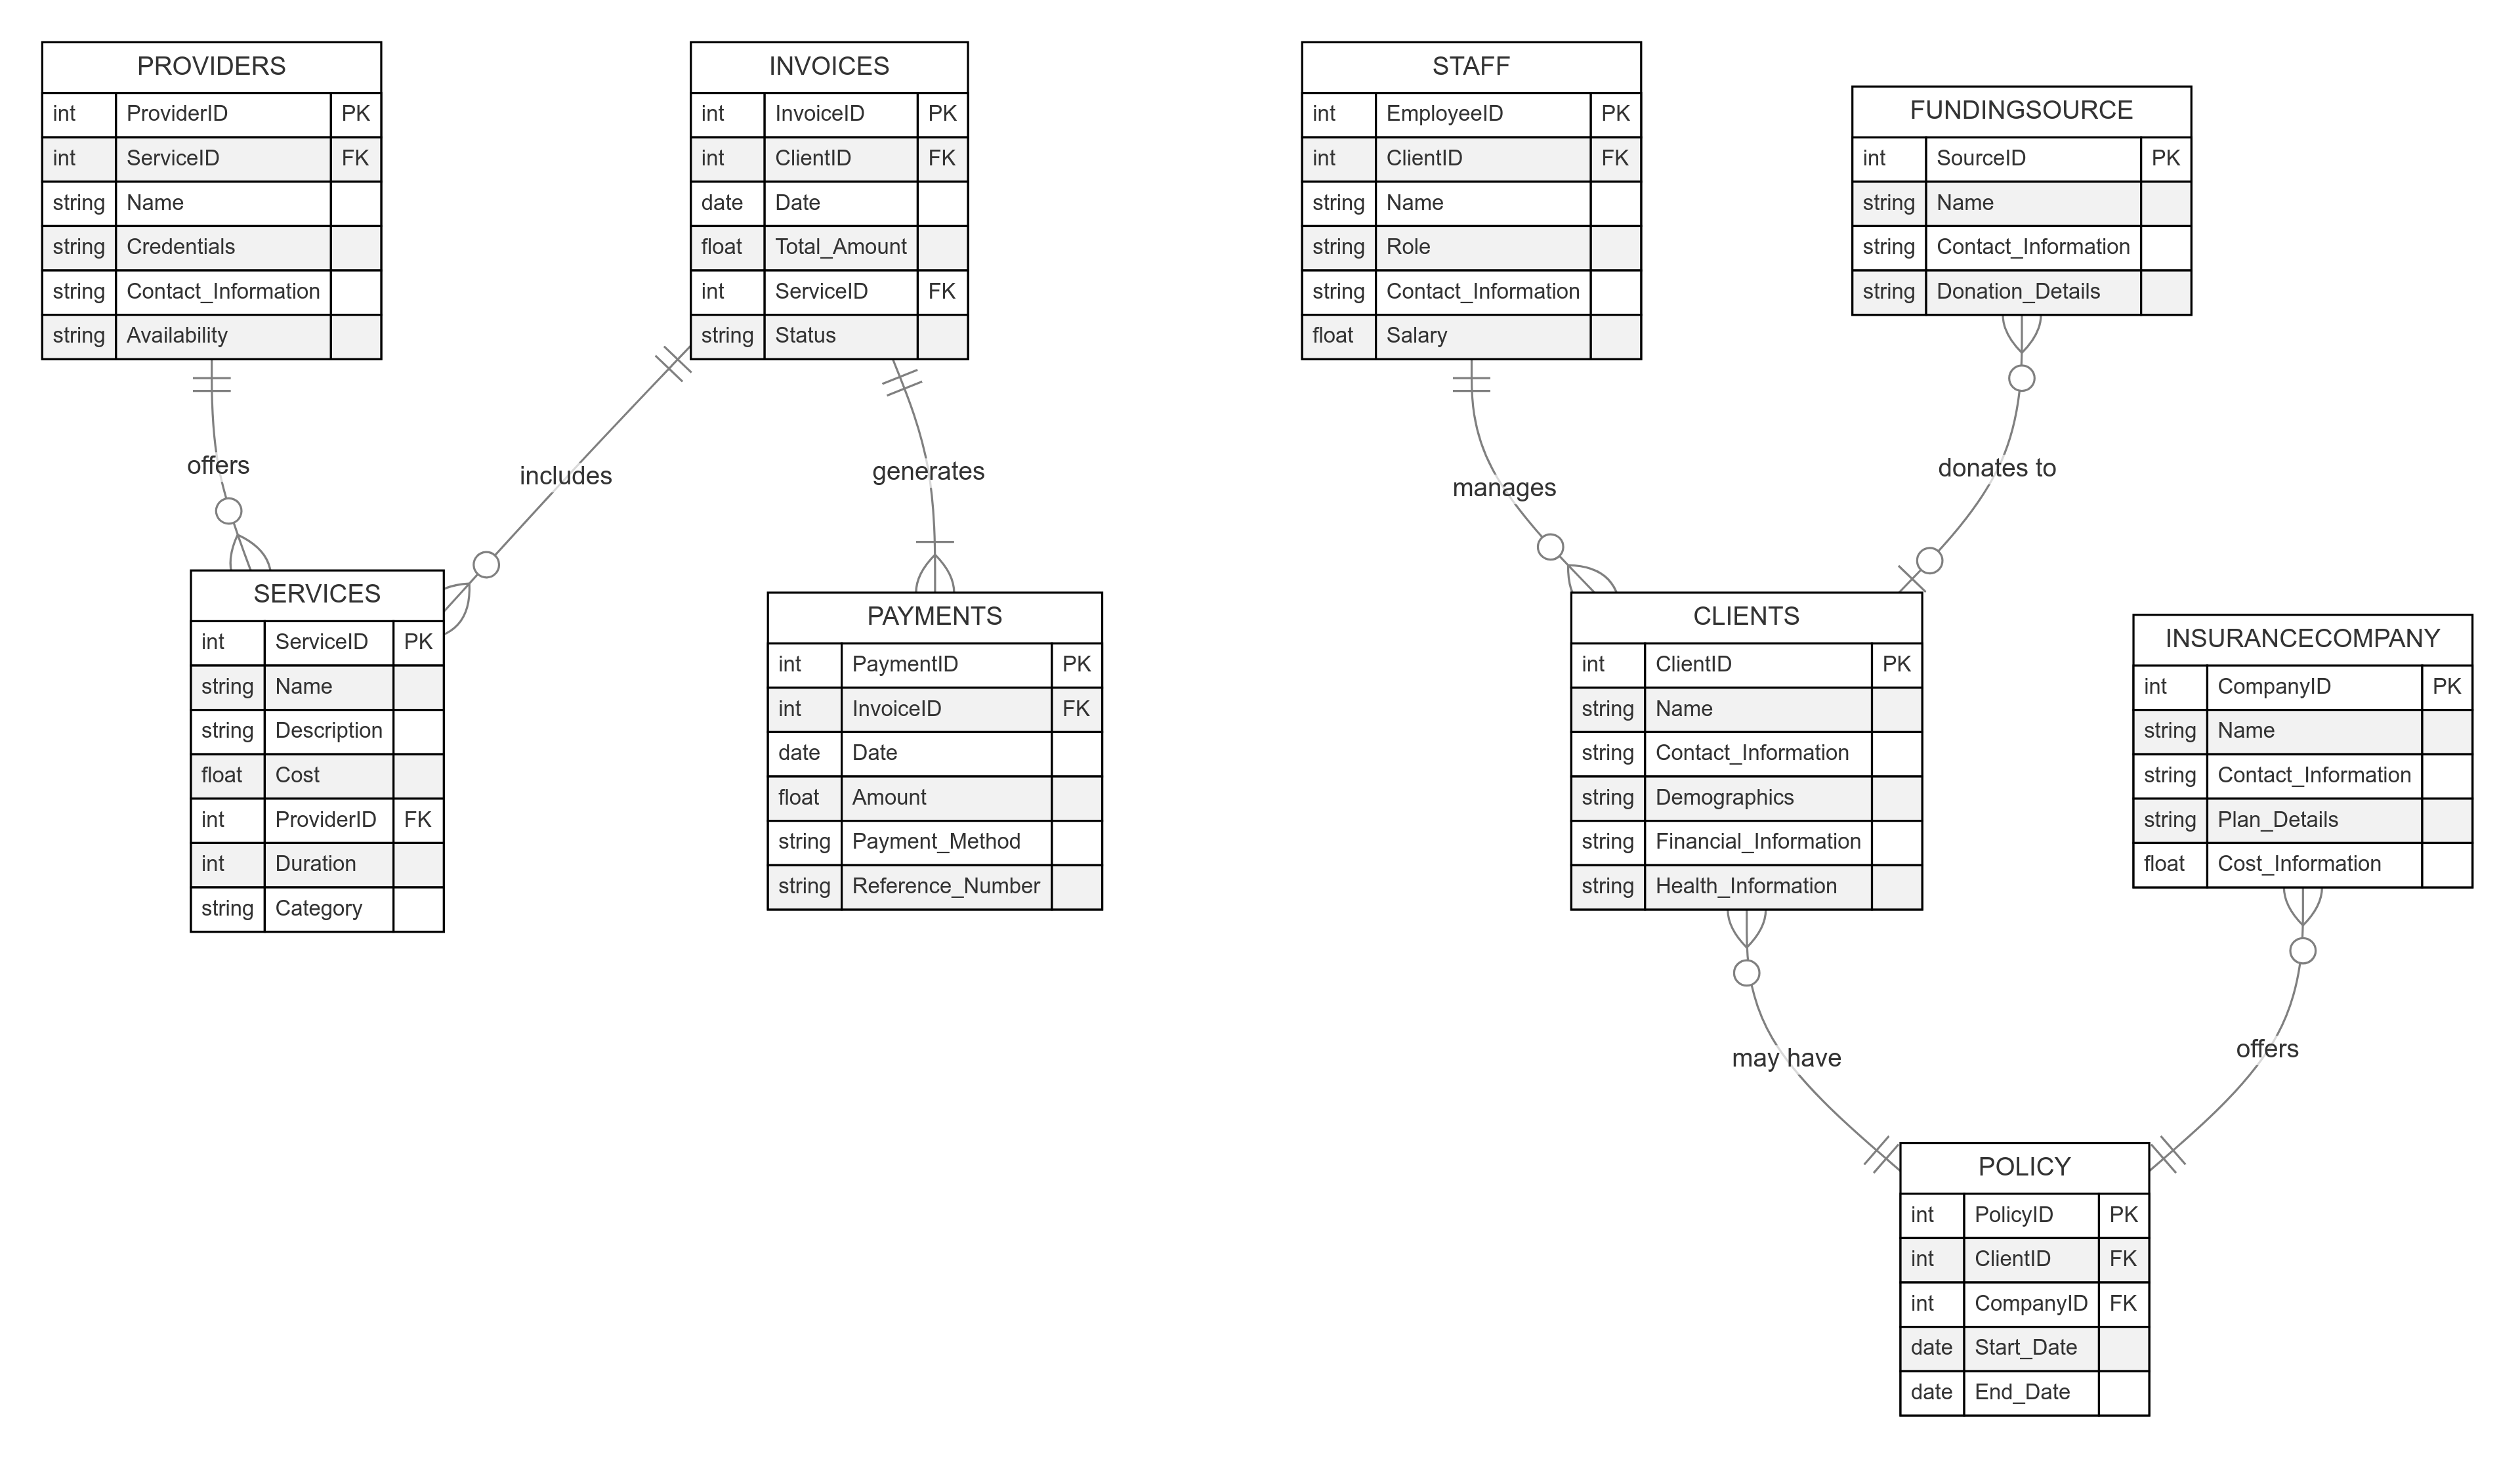 PROVIDERS
int ProviderID PK
int ServiceID FK
string Name
string Credentials
string Contact_Information
string Availability
INVOICES
int InvoiceID PK
int ClientID FK
date Date
float Total_Amount
int ServiceID FK
string Status
STAFF
int EmployeeID PK
int ClientID FK
string Name
string Role
string Contact_Information
float Salary
FUNDINGSOURCE
int SourceID PK
string Name
string Contact_Information
string Donation_Details
offers
includes
generates
manages
donates to
SERVICES
int ServiceID PK
string Name
string Description
float Cost
int ProviderID FK
int Duration
string Category
PAYMENTS
int PaymentID PK
int InvoiceID FK
date Date
float Amount
string Payment_Method
string Reference_Number
CLIENTS
int ClientID PK
string Name
string Contact_Information
string Demographics
string Financial_Information
string Health_Information
INSURANCECOMPANY
int CompanyID PK
string Name
string Contact_Information
string Plan_Details
float Cost_Information
may have
offers
POLICY
int PolicyID PK
int ClientID FK
int CompanyID FK
date Start_Date
date End_Date